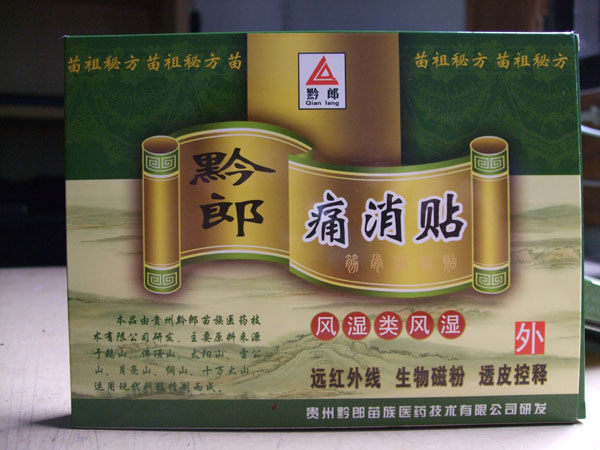 苗祖秘方苗祖秘方苗
苗祖秘方苗祖秘方
黔郎
Qian lang
黔郎
痛消贴
风湿类风湿
本品由贵州黔郎苗族医药技
术有限公司研发、主要原料来源
山、佛顶山、太阳山、雷公
山、月亮山、侗山、十万大山
运用现代科技精制而成。
外
远红外线 生物磁粉 透皮控释
贵州黔郎苗族医药技术有限公司研发